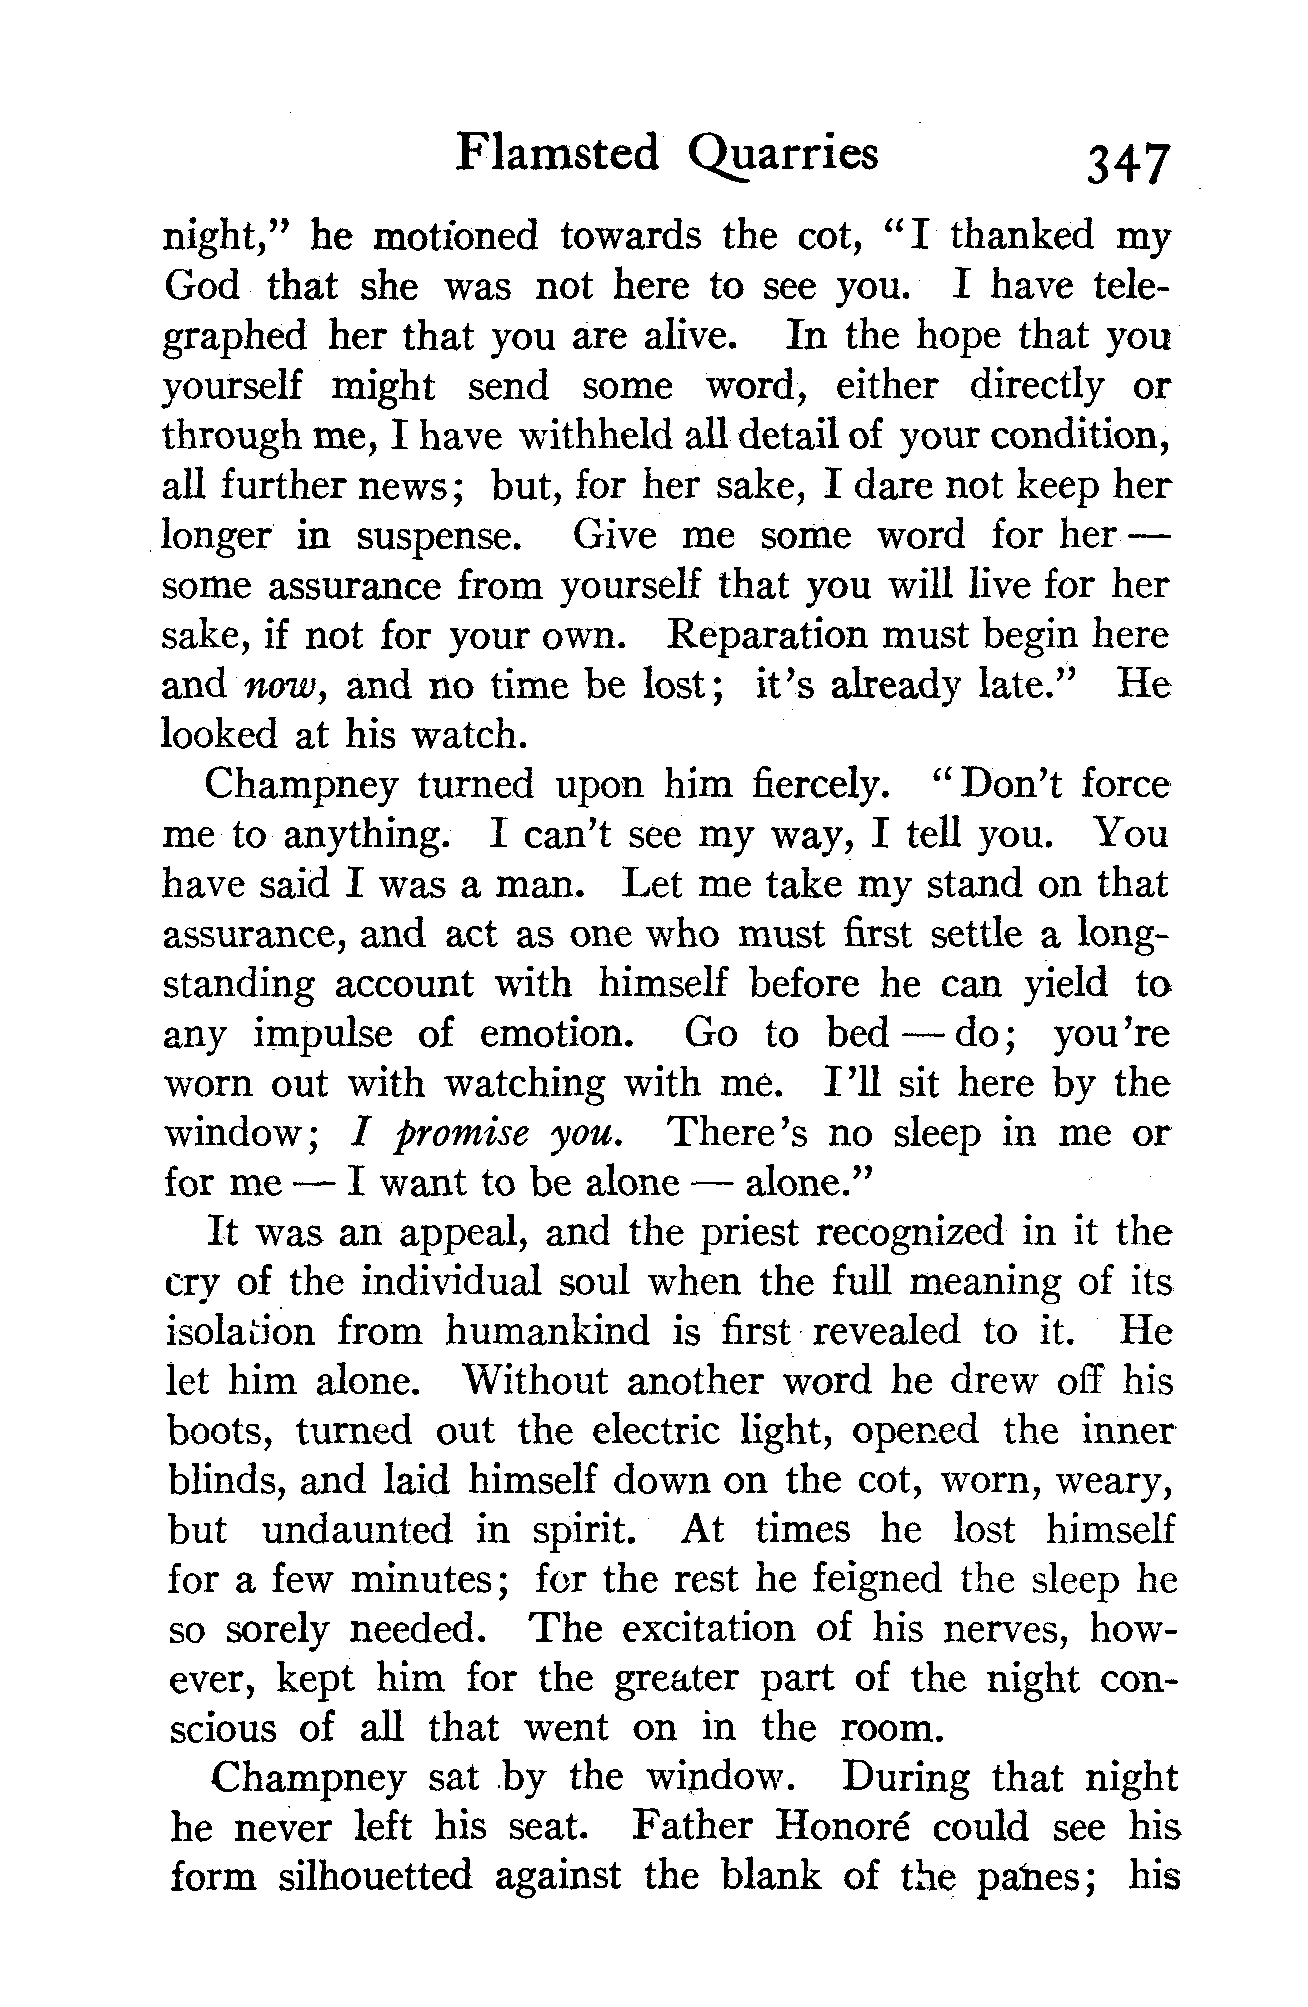 Flamsted Quarries 347
night,” he motioned towards the cot, “I thanked my
God that she was not here to see you. I have tele-
graphed her that you are alive. In the hope that you
yourself might send some word, either directly or
through me, I have withheld all detail of your condition,
all further news; but, for her sake, I dare not keep her
longer in suspense. Give me some word for her —
some assurance from yourself that you will live for her
sake, if not for your own. Reparation must begin here
and now, and no time be lost; it’s already late.” He
looked at his watch.
Champney turned upon him fiercely. “Don’t force
me to anything. I can’t see my way, I tell you. You
have said I was a man. Let me take my stand on that
assurance, and act as one who must first settle a long-
standing account with himself before he can yield to
any impulse of emotion. Go to bed — do; you’re
worn out with watching with me. I’ll sit here by the
window; I promise you. There’s no sleep in me or
for me — I want to be alone — alone.”
It was an appeal, and the priest recognized in it the
cry of the individual soul when the full meaning of its
isolation from humankind is first revealed to it. He
let him alone. Without another word he drew off his
boots, turned out the electric light, opened the inner
blinds, and laid himself down on the cot, worn, weary,
but undaunted in spirit. At times he lost himself
for a few minutes; for the rest he feigned the sleep he
so sorely needed. The excitation of his nerves, how-
ever, kept him for the greater part of the night con-
scious of all that went on in the room.
Champney sat by the window. During that night
he never left his seat. Father Honoré could see his
form silhouetted against the blank of the panes; his